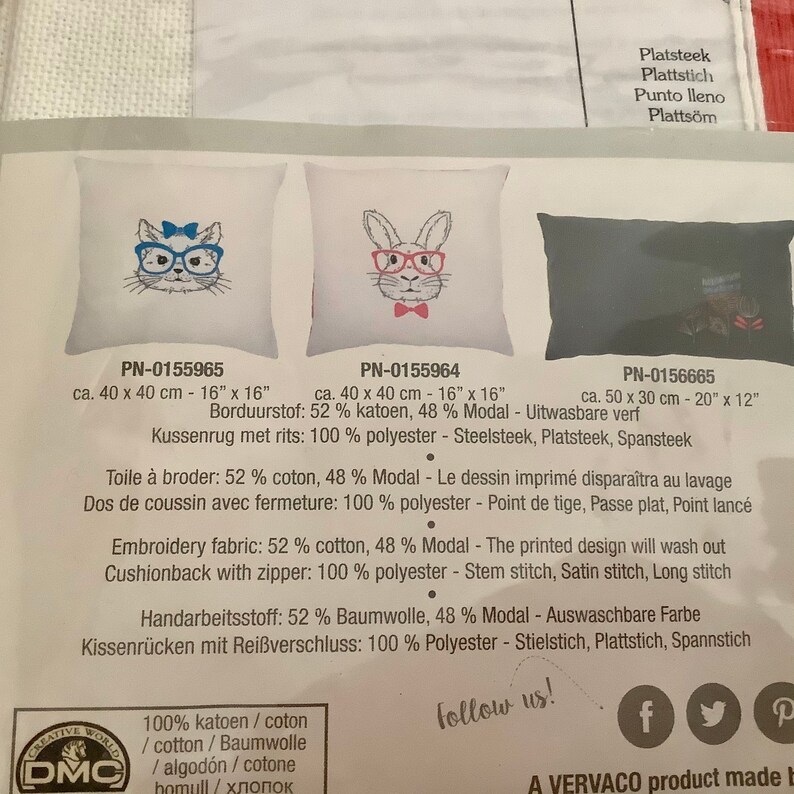 Platsteek
Plattstich
Punto lleno
Plattsöm
PN-0155965
ca. 40 x 40 cm - 16” x 16”
PN-0155964
ca. 40 x 40 cm - 16” x 16”
PN-0156665
ca. 50 x 30 cm - 20” x 12”
Borduurstof: 52 % katoen, 48 % Modal - Uitwasbare verf
Kussenrug met rits: 100 % polyester - Steelsteek, Platsteek, Spansteek
•
Toile à broder: 52 % coton, 48 % Modal - Le dessin imprimé disparaîtra au lavage
Dos de coussin avec fermeture: 100 % polyester - Point de tige, Passe plat, Point lancé
•
Embroidery fabric: 52 % cotton, 48 % Modal - The printed design will wash out
Cushionback with zipper: 100 % polyester - Stem stitch, Satin stitch, Long stitch
•
Handarbeitsstoff: 52 % Baumwolle, 48 % Modal - Auswaschbare Farbe
Kissenrücken mit Reißverschluss: 100 % Polyester - Stielstich, Plattstich, Spannstich
Follow us!
CREATIVE WORLD
DMC
100% katoen / coton
/ cotton / Baumwolle
/ algodón / cotone
bomull / хлопок
A VERVACO product made